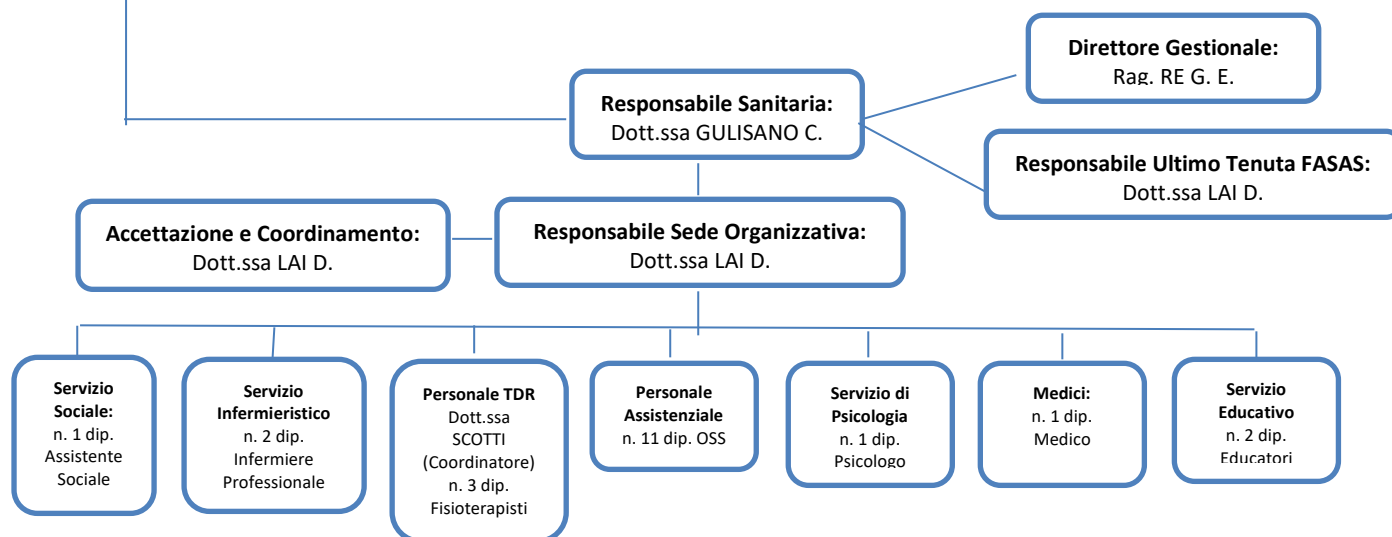 Direttore Gestionale:
Rag. RE G. E.
Responsabile Sanitaria:
Dott.ssa GULISANO C.
Responsabile Ultimo Tenuta FASAS:
Dott.ssa LAI D.
Accettazione e Coordinamento:
Dott.ssa LAI D.
Responsabile Sede Organizzativa:
Dott.ssa LAI D.
Servizio
Sociale:
n. 1 dip.
Assistente
Sociale
Servizio
Infermieristico
n. 2 dip.
Infermiere
Professionale
Personale TDR
Dott.ssa
SCOTTI
(Coordinatore)
n. 3 dip.
Fisioterapisti
Personale
Assistenziale
n. 11 dip. OSS
Servizio di
Psicologia
n. 1 dip.
Psicologo
Medici:
n. 1 dip.
Medico
Servizio
Educativo
n. 2 dip.
Educatori